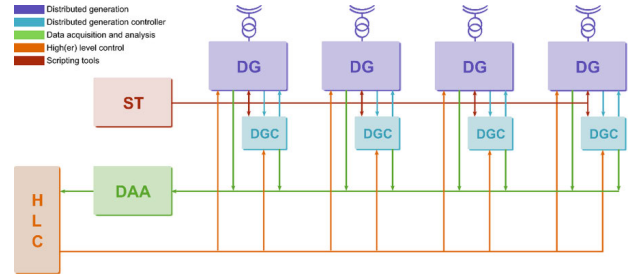 Distributed generation
Distributed generation controller
Data acquisition and analysis
High(er) level control
Scripting tools
DG DG DG DG
ST
DGC DGC DGC DGC
DAA
H
L
C